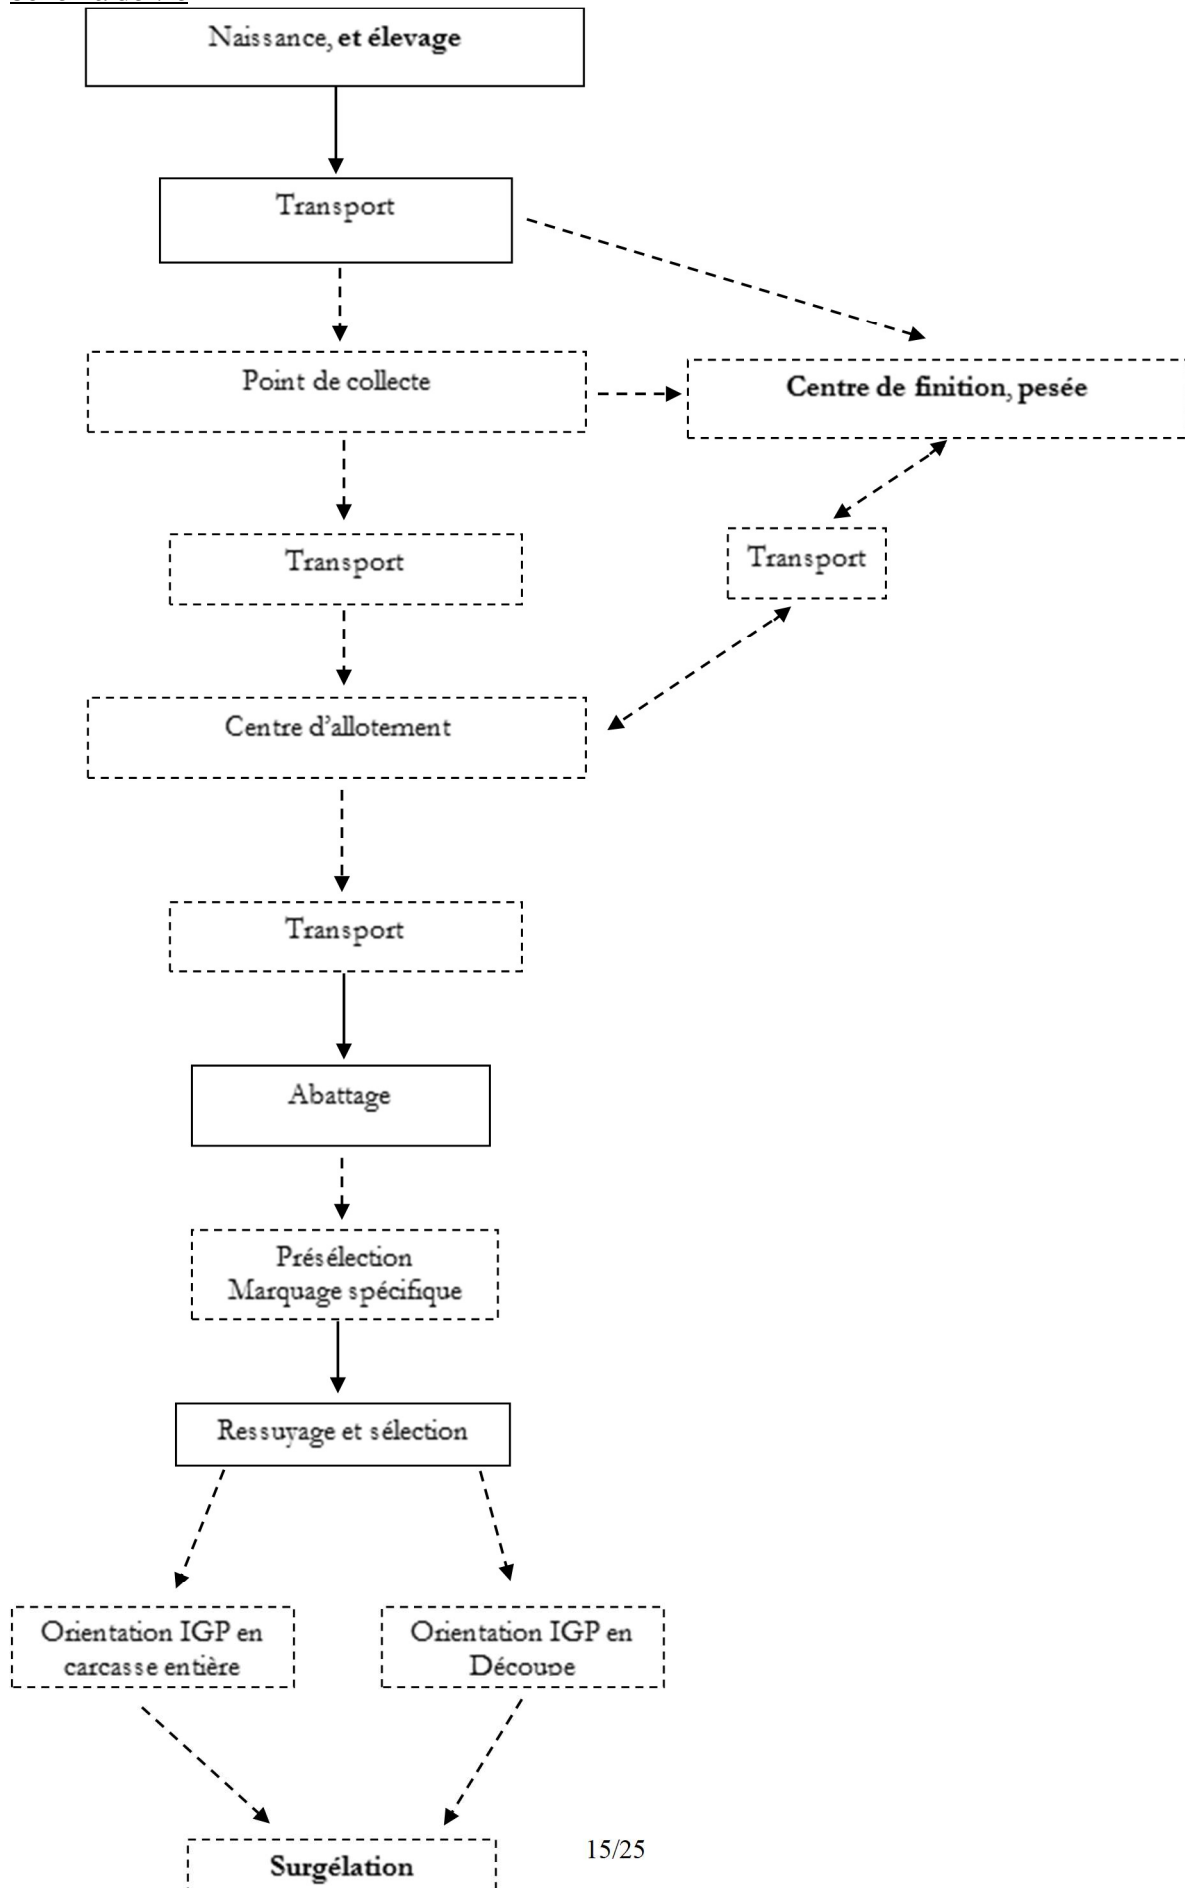 Naissance, et élevage
Transport
Point de collecte
Centre de finition, pesée
Transport
Transport
Centre d'allotement
Transport
Abattage
Présélection
Marquage spécifique
Ressuyage et sélection
Orientation IGP en
carcasse entière
Orientation IGP en
Découpe
15/25
Surgélation